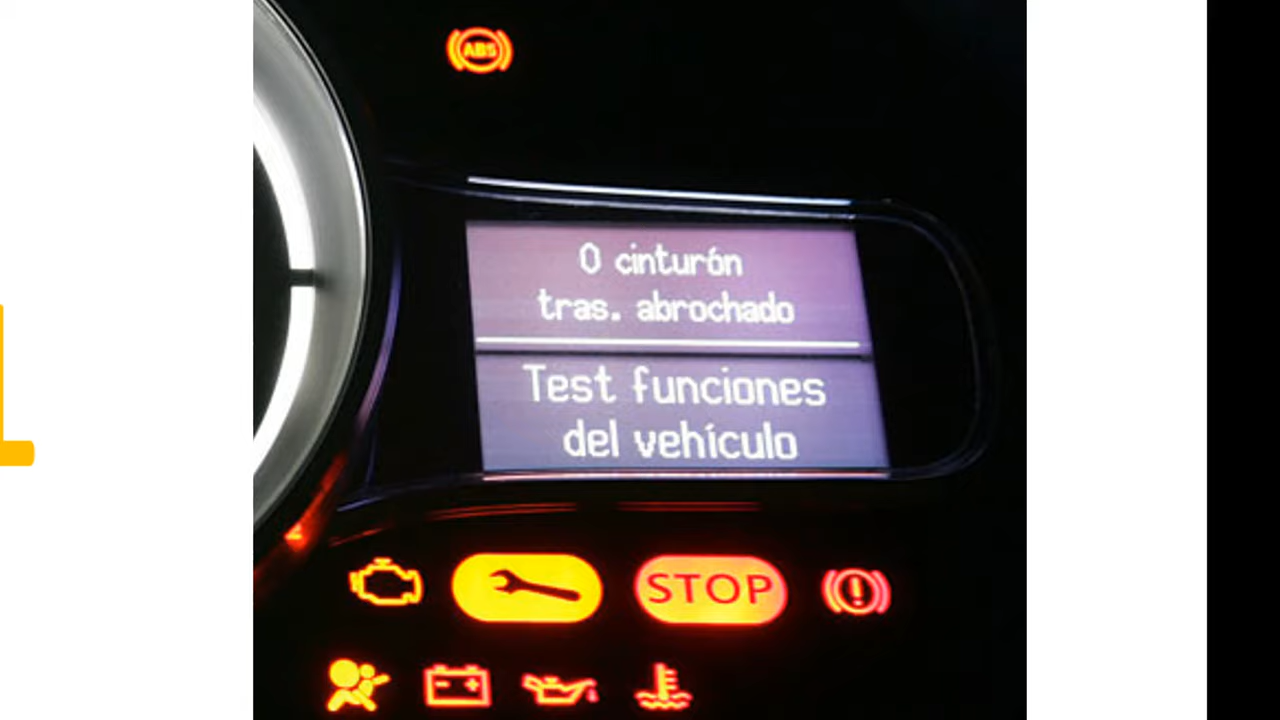 ABS
0 cinturón
tras. abrochado
Test funciones
del vehículo
STOP